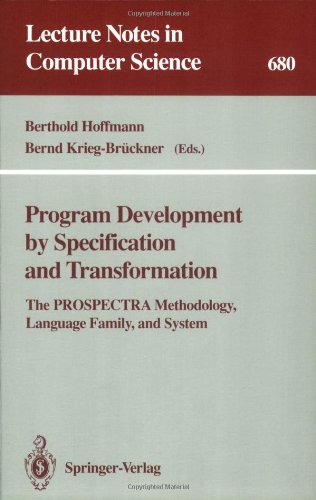 Lecture Notes in
Computer Science
680
Berthold Hoffmann
Bernd Krieg-Brückner (Eds.)
Program Development
by Specification
and Transformation
The PROSPECTRA Methodology,
Language Family, and System
Springer-Verlag